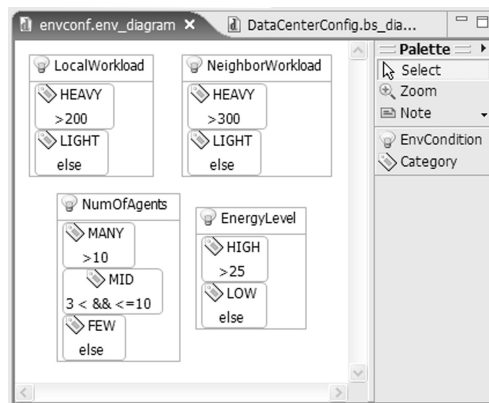 envconf.env_diagram
DataCenterConfig.bs_dia...
LocalWorkload
HEAVY
>200
LIGHT
else
NeighborWorkload
HEAVY
>300
LIGHT
else
NumOfAgents
MANY
>10
MID
3 < && <=10
FEW
else
EnergyLevel
HIGH
>25
LOW
else
Palette
Select
Zoom
Note
EnvCondition
Category